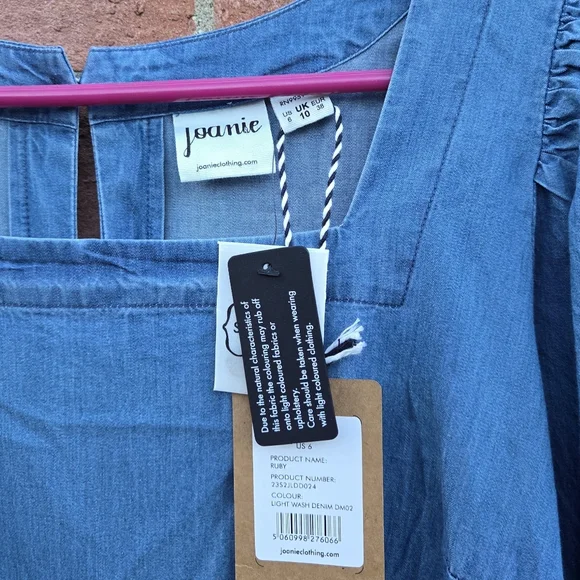 Joanie
joanieclothing.com
US UK EUR
6 10 38
Due to the natural characteristics of
this fabric the colouring may rub off
onto light coloured fabrics or
upholstery.
Care should be taken when wearing
with light coloured clothing.
US 6
PRODUCT NAME:
RUBY
PRODUCT NUMBER:
23S2JLDD024
COLOUR:
LIGHT WASH DENIM DM02
5 060998 276066
joanieclothing.com